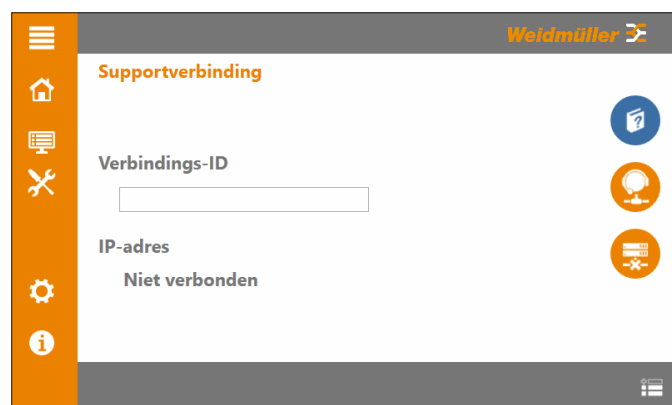 Weidmüller
Supportverbinding
Verbindings-ID
IP-adres
Niet verbonden